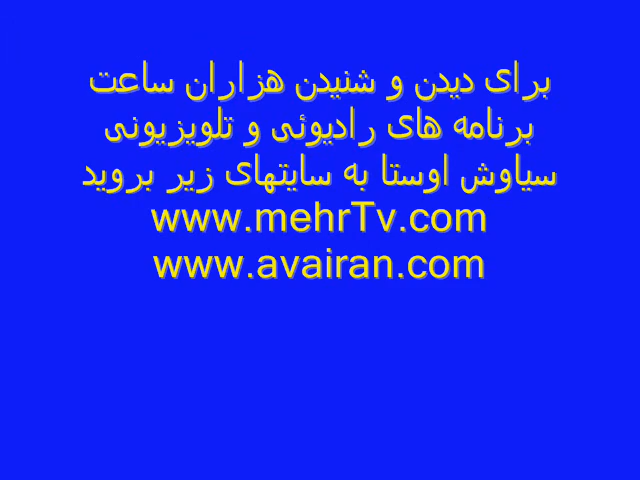 برای دیدن و شنیدن هزاران ساعت
برنامه های رادیوئی و تلویزیونی
سیاوش اوستا به سایتهای زیر بروید
www.mehrTv.com
www.avairan.com